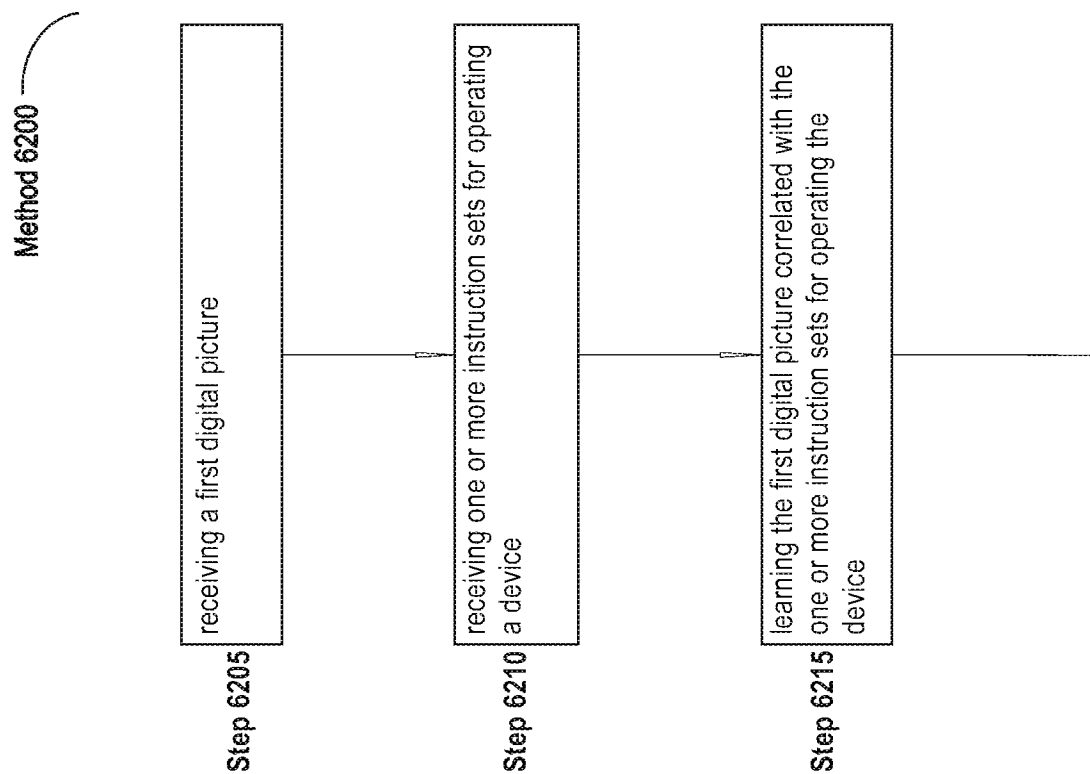 Method 6200
Step 6205
receiving a first digital picture
Step 6210
receiving one or more instruction sets for operating
a device
Step 6215
learning the first digital picture correlated with the
one or more instruction sets for operating the
device